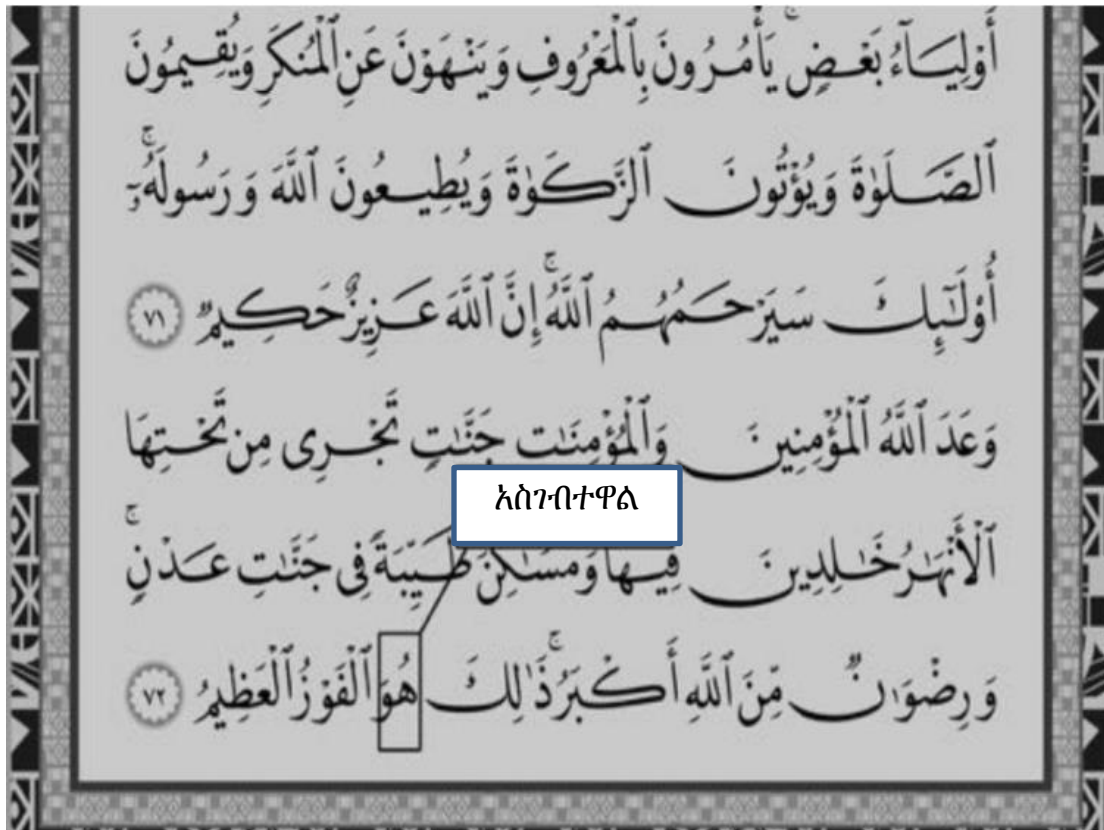 أَوْلِيَآءُ بَعْضٍۚ يَأْمُرُونَ بِٱلْمَعْرُوفِ وَيَنْهَوْنَ عَنِ ٱلْمُنكَرِ وَيُقِيمُونَ
ٱلصَّلَوٰةَ وَيُؤْتُونَ ٱلزَّكَوٰةَ وَيُطِيعُونَ ٱللَّهَ وَرَسُولَهُۥٓۚ
أُوْلَٰٓئِكَ سَيَرْحَمُهُمُ ٱللَّهُۗ إِنَّ ٱللَّهَ عَزِيزٌ حَكِيمٌ ٧١
وَعَدَ ٱللَّهُ ٱلْمُؤْمِنِينَ وَٱلْمُؤْمِنَٰتِ جَنَّٰتٍ تَجْرِى مِن تَحْتِهَا
አስገብተዋል
ٱلْأَنْهَٰرُ خَٰلِدِينَ فِيهَا وَمَسَٰكِنَ طَيِّبَةً فِى جَنَّٰتِ عَدْنٍۚ
وَرِضْوَٰنٌ مِّنَ ٱللَّهِ أَكْبَرُۚ ذَٰلِكَ هُوَ ٱلْفَوْزُ ٱلْعَظِيمُ ٧٢